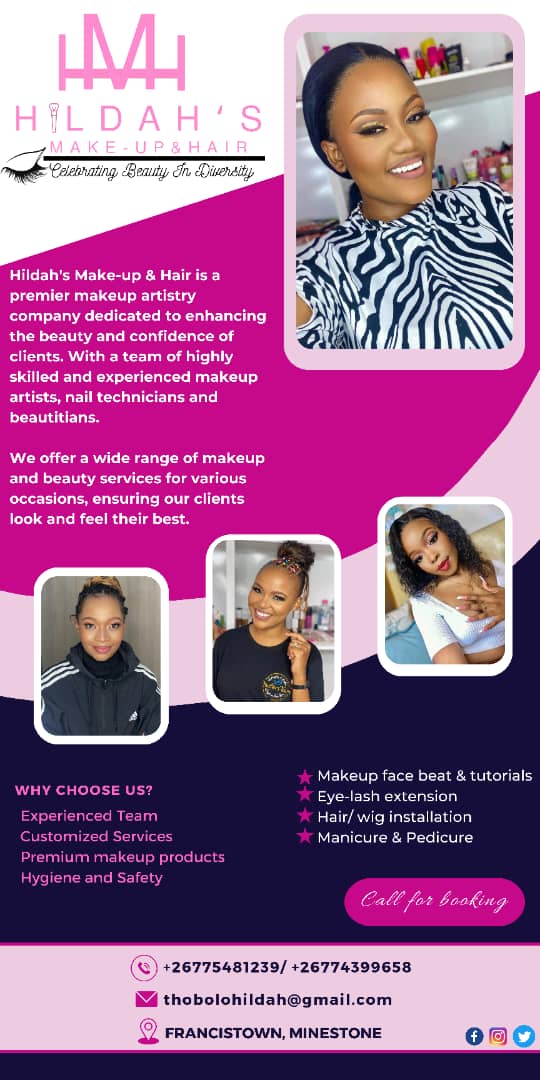 MH
HILDAH'S
MAKE-UP&HAIR
Celebrating Beauty In Diversity
Hildah's Make-up & Hair is a
premier makeup artistry
company dedicated to enhancing
the beauty and confidence of
clients. With a team of highly
skilled and experienced makeup
artists, nail technicians and
beautitians.
We offer a wide range of makeup
and beauty services for various
occasions, ensuring our clients
look and feel their best.
WHY CHOOSE US?
Experienced Team
Customized Services
Premium makeup products
Hygiene and Safety
Makeup face beat & tutorials
Eye-lash extension
Hair/ wig installation
Manicure & Pedicure
Call for booking
+26775481239/ +26774399658
thobolohildah@gmail.com
FRANCISTOWN, MINESTONE